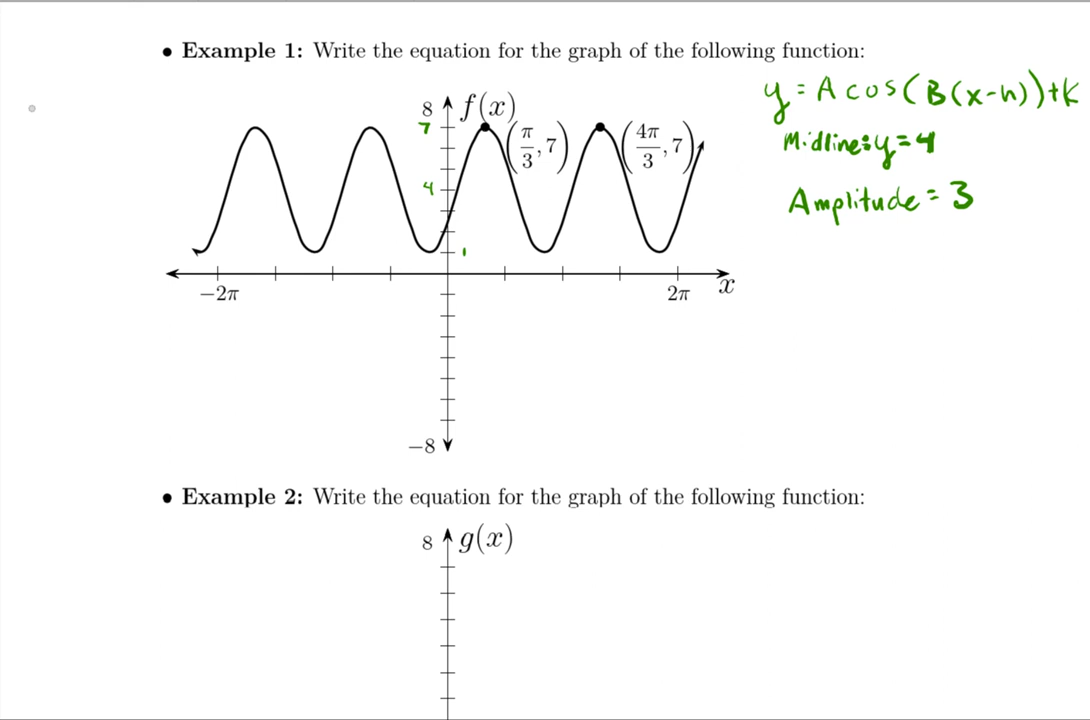 • Example 1: Write the equation for the graph of the following function:
y = A cos(B(x-h))+K
8 f(x)
7
(π/3, 7)
(4π/3, 7)
Midline: y=4
4
Amplitude = 3
1
−2π
2π
x
−8
• Example 2: Write the equation for the graph of the following function:
8 g(x)